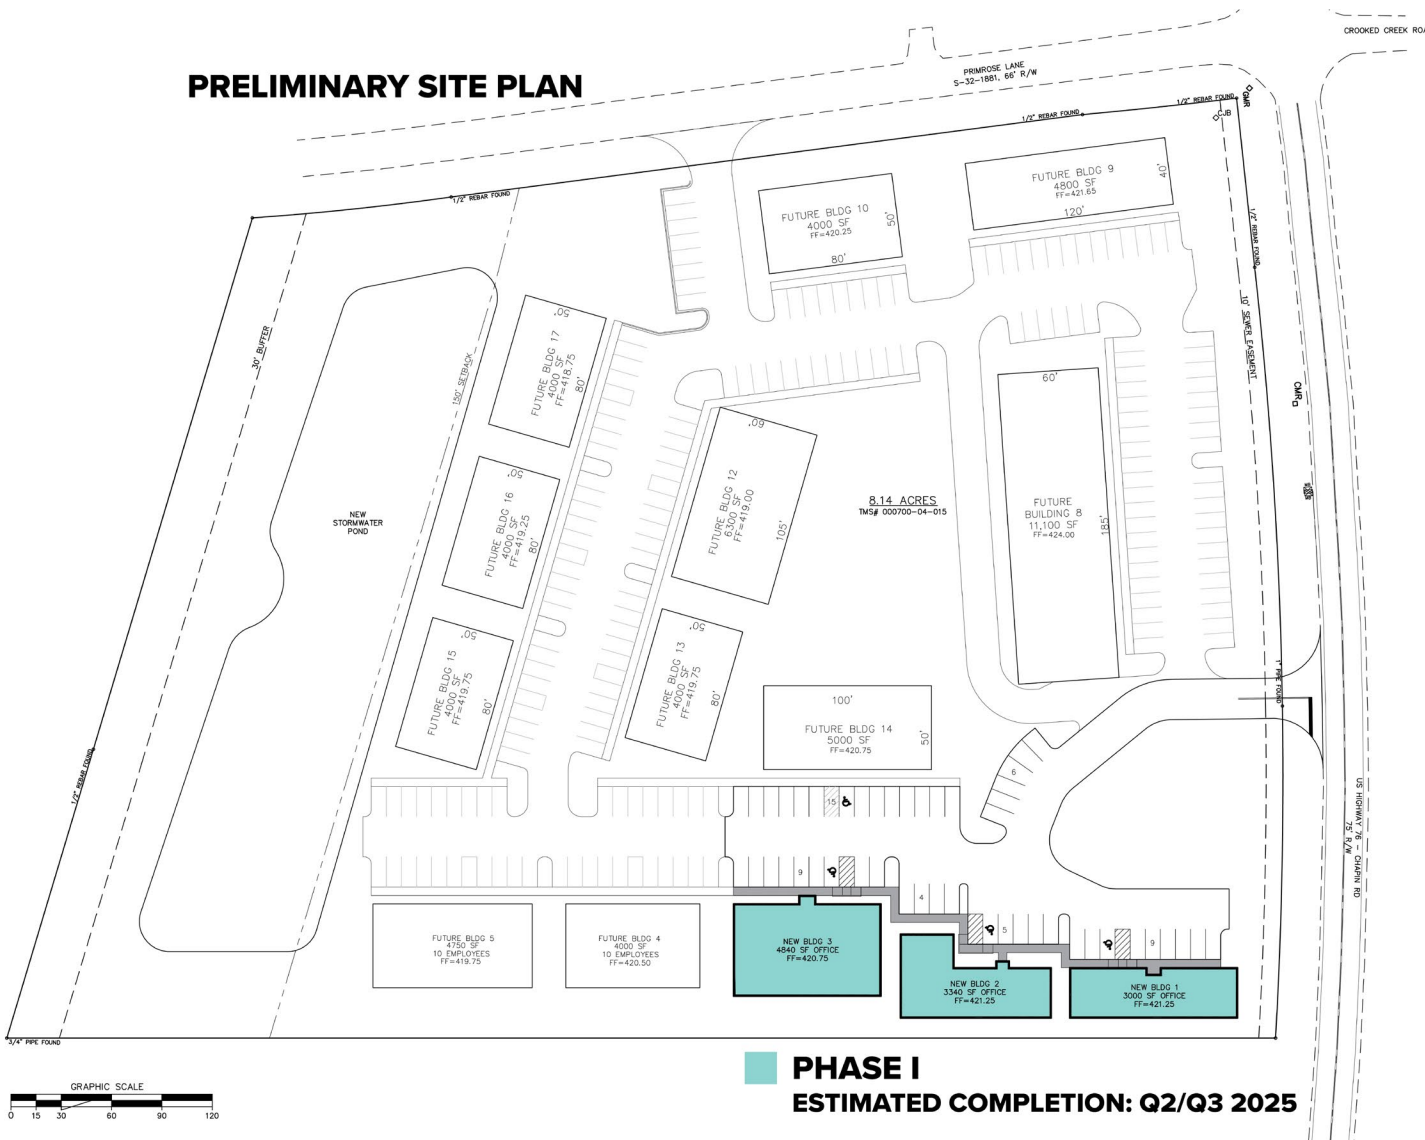 CROOKED CREEK ROA
PRIMROSE LANE
S-32-1881, 66' R/W
PRELIMINARY SITE PLAN
1/2" REBAR FOUND
1/2" REBAR FOUND
GMR
CJB
1/2" REBAR FOUND
FUTURE BLDG 9
4800 SF
FF=421.65
40'
120'
FUTURE BLDG 10
4000 SF
FF=420.25
50'
80'
1/2" REBAR FOUND
30' BUFFER
150' SETBACK
10' SEWER EASEMENT
CMR
FUTURE BLDG 17
4000 SF
FF=418.75
50'
80'
FUTURE BLDG 16
4000 SF
FF=419.25
50'
80'
FUTURE BLDG 15
4000 SF
FF=419.75
50'
80'
FUTURE BLDG 12
6300 SF
FF=419.00
60'
105'
FUTURE BLDG 13
4000 SF
FF=419.75
50'
80'
8.14 ACRES
TMS# 000700-04-015
60'
FUTURE
BUILDING 8
11,100 SF
FF=424.00
185'
NEW
STORMWATER
POND
1" PIPE FOUND
100'
FUTURE BLDG 14
5000 SF
FF=420.75
50'
1/2" REBAR FOUND
6
15
9
4
5
9
US HIGHWAY 76 - CHAPIN RD
75' R/W
FUTURE BLDG 5
4750 SF
10 EMPLOYEES
FF=419.75
FUTURE BLDG 4
4000 SF
10 EMPLOYEES
FF=420.50
NEW BLDG 3
4840 SF OFFICE
FF=420.75
NEW BLDG 2
3340 SF OFFICE
FF=421.25
NEW BLDG 1
3000 SF OFFICE
FF=421.25
3/4" PIPE FOUND
PHASE I
ESTIMATED COMPLETION: Q2/Q3 2025
GRAPHIC SCALE
0 15 30 60 90 120